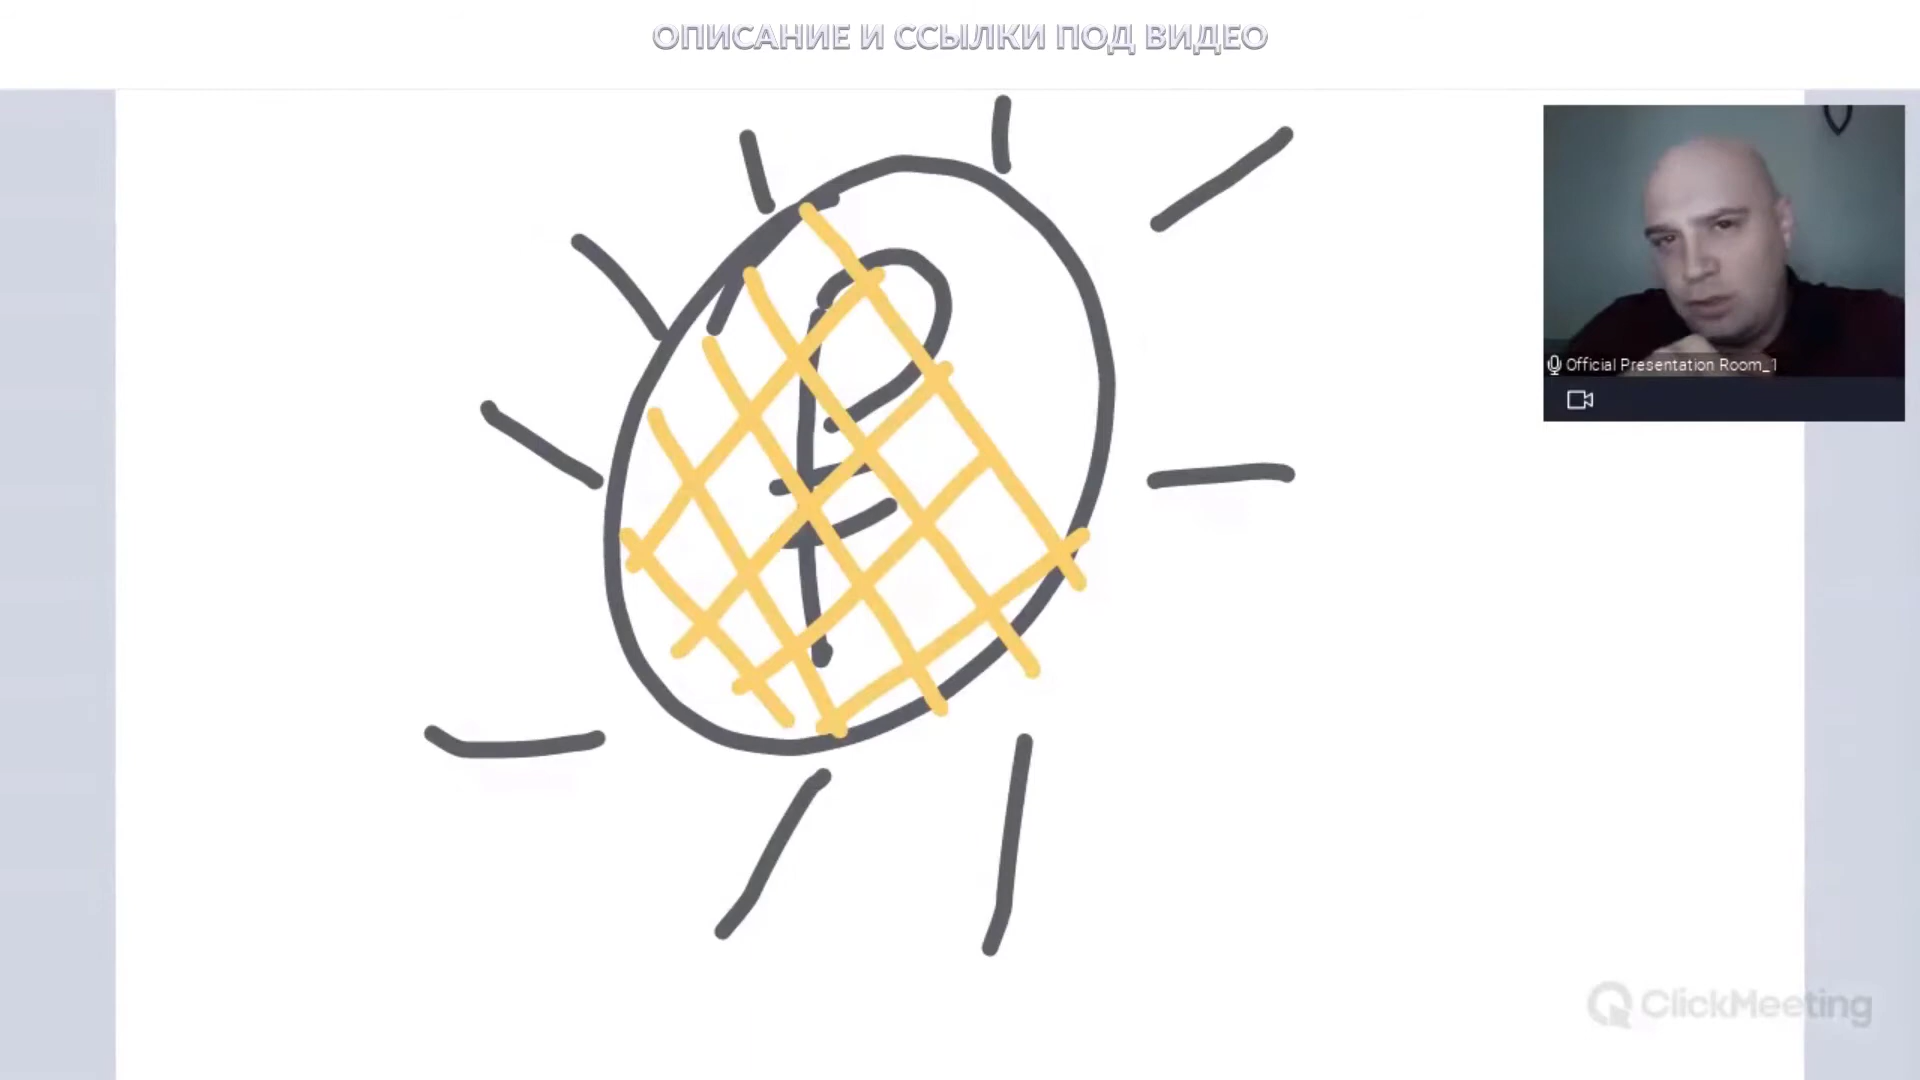 ОПИСАНИЕ И ССЫЛКИ ПОД ВИДЕО
₽
Official Presentation Room_1
ClickMeeting